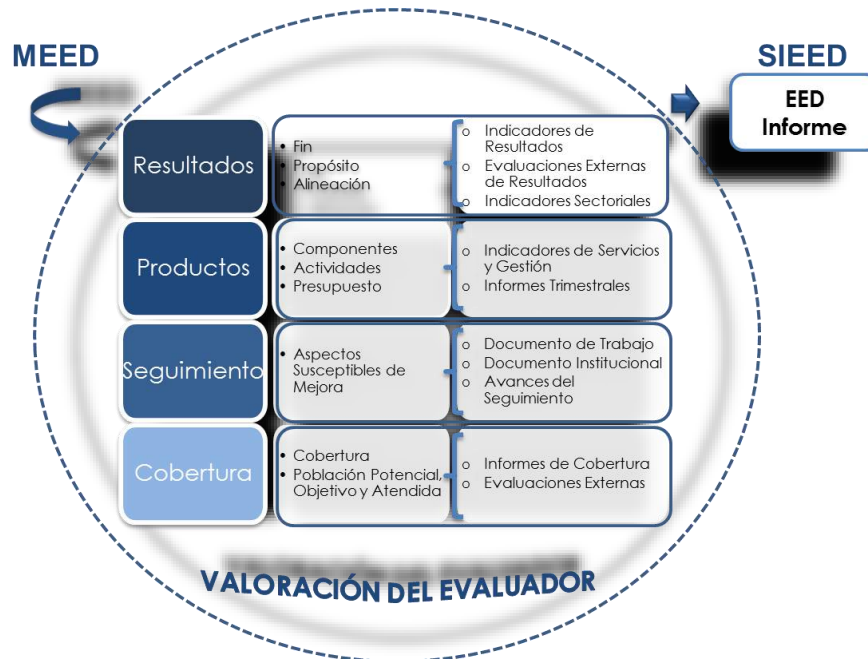 MEED
SIEED
EED
Informe
Resultados
• Fin
• Propósito
• Alineación
o Indicadores de
Resultados
o Evaluaciones Externas
de Resultados
o Indicadores Sectoriales
Productos
• Componentes
• Actividades
• Presupuesto
o Indicadores de Servicios
y Gestión
o Informes Trimestrales
Seguimiento
• Aspectos
Susceptibles de
Mejora
o Documento de Trabajo
o Documento Institucional
o Avances del
Seguimiento
Cobertura
• Cobertura
• Población Potencial,
Objetivo y Atendida
o Informes de Cobertura
o Evaluaciones Externas
VALORACIÓN DEL EVALUADOR